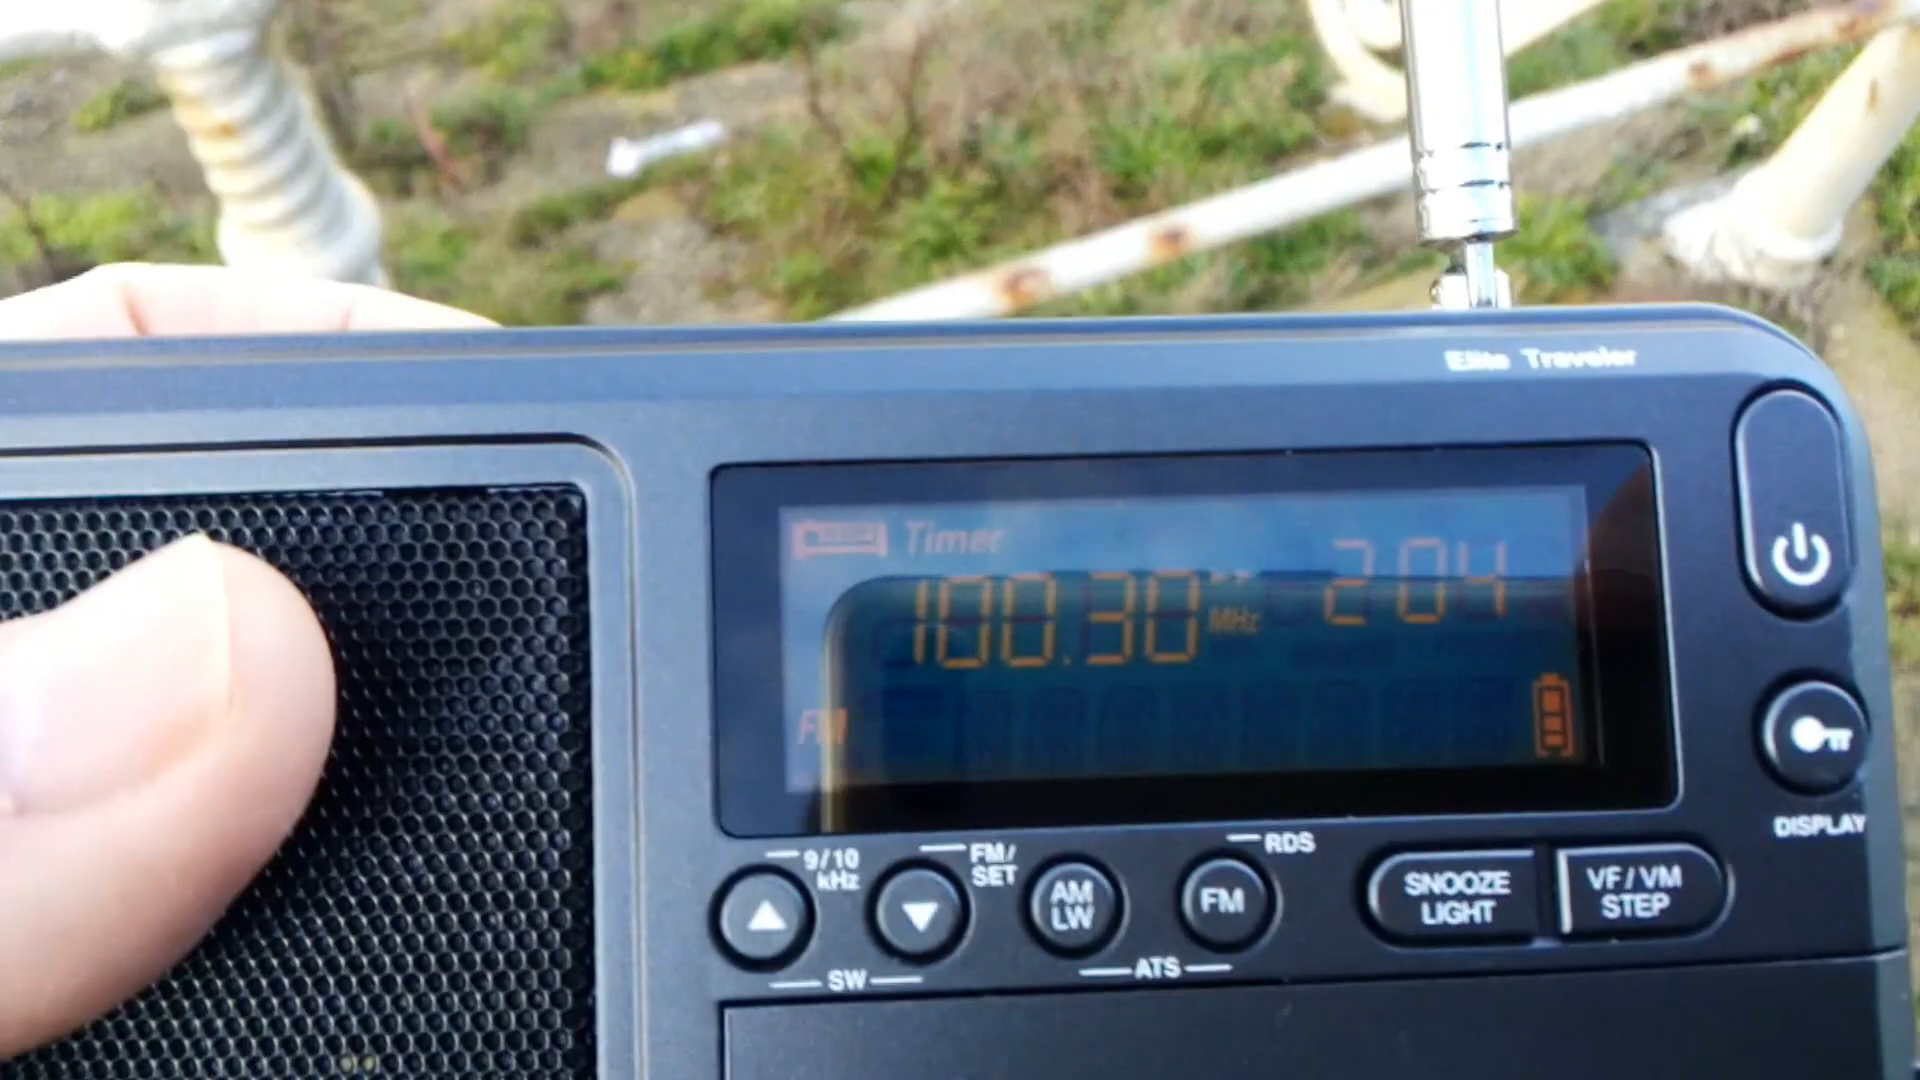 Elite Traveler
Timer
100.30 MHz
2 04
FM
DISPLAY
9/10
kHz
FM/
SET
RDS
AM
LW
FM
SNOOZE
LIGHT
VF/VM
STEP
SW
ATS